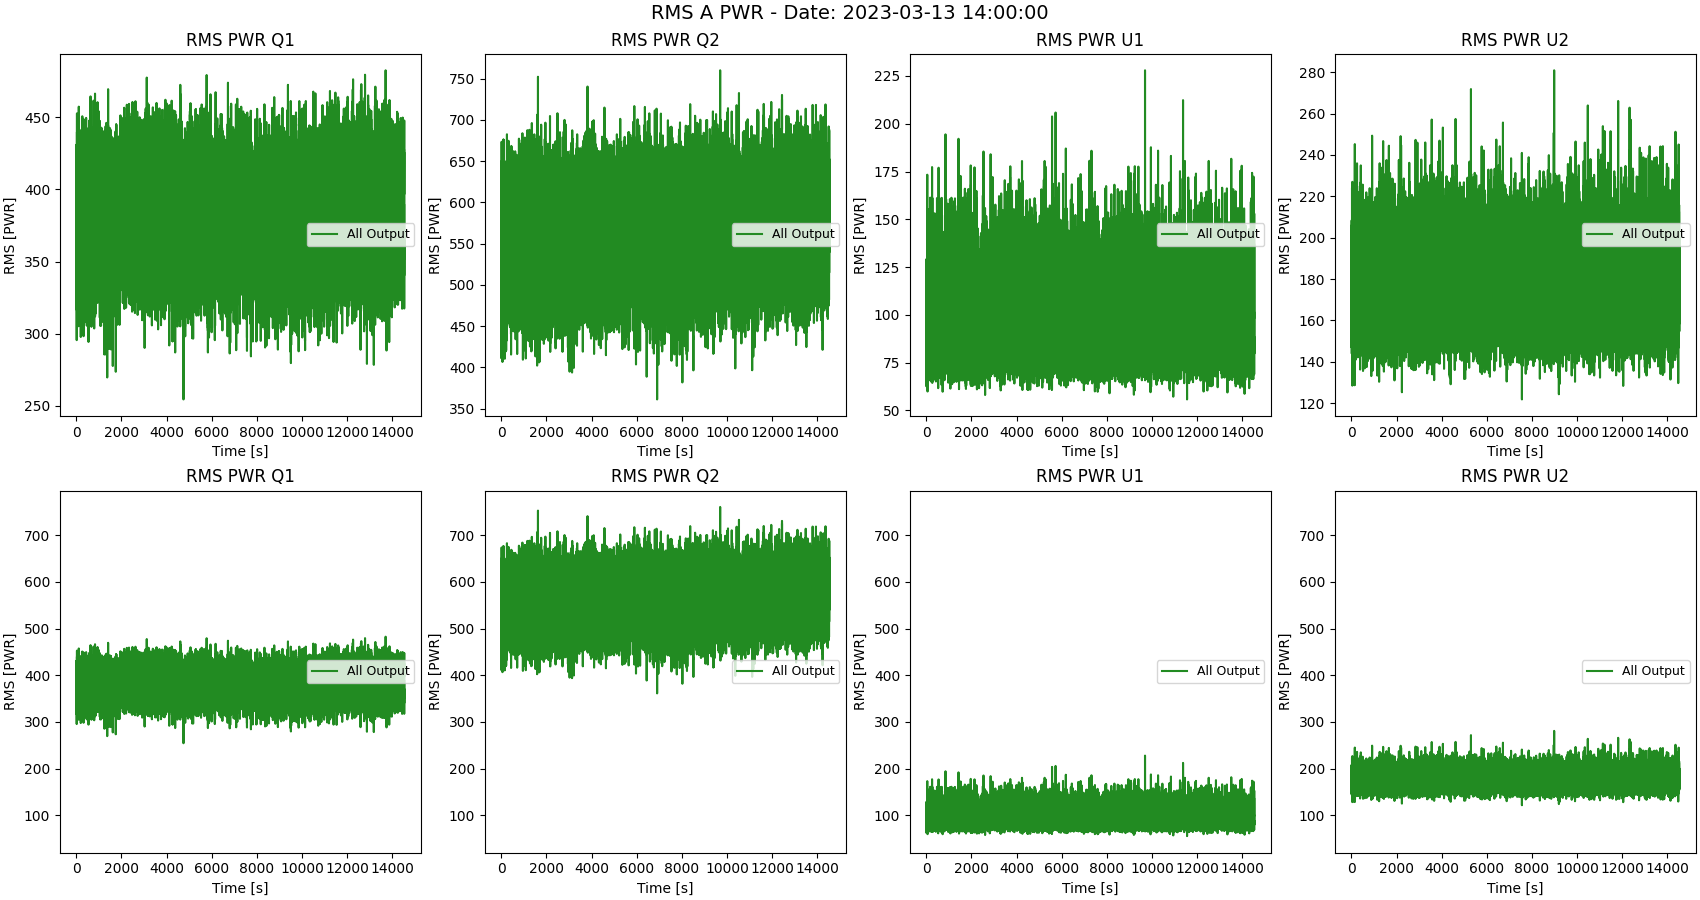 RMS A PWR - Date: 2023-03-13 14:00:00
RMS PWR Q1
RMS [PWR]
450
400
350
300
250
All Output
0 2000 4000 6000 8000 10000 12000 14000
Time [s]
RMS PWR Q2
RMS [PWR]
750
700
650
600
550
500
450
400
350
All Output
0 2000 4000 6000 8000 10000 12000 14000
Time [s]
RMS PWR U1
RMS [PWR]
225
200
175
150
125
100
75
50
All Output
0 2000 4000 6000 8000 10000 12000 14000
Time [s]
RMS PWR U2
RMS [PWR]
280
260
240
220
200
180
160
140
120
All Output
0 2000 4000 6000 8000 10000 12000 14000
Time [s]
RMS PWR Q1
RMS [PWR]
700
600
500
400
300
200
100
All Output
0 2000 4000 6000 8000 10000 12000 14000
Time [s]
RMS PWR Q2
RMS [PWR]
700
600
500
400
300
200
100
All Output
0 2000 4000 6000 8000 10000 12000 14000
Time [s]
RMS PWR U1
RMS [PWR]
700
600
500
400
300
200
100
All Output
0 2000 4000 6000 8000 10000 12000 14000
Time [s]
RMS PWR U2
RMS [PWR]
700
600
500
400
300
200
100
All Output
0 2000 4000 6000 8000 10000 12000 14000
Time [s]